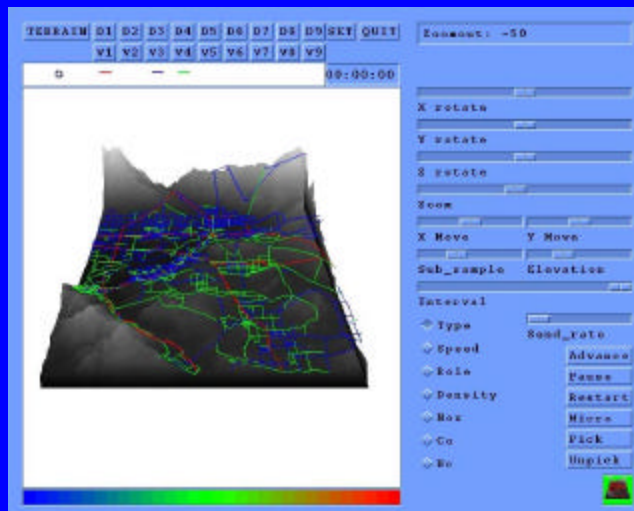 TERRAIN D1 D2 D3 D4 D5 D6 D7 D8 D9 SKT QUIT
V1 V2 V3 V4 V5 V6 V7 V8 V9
00:00:00
Zoomout: -50
X rotate
Y rotate
Z rotate
Zoom
X Move Y Move
Sub_sample Elevation
Interval
Type
Send_rate
Speed
Advance
Role
Pause
Density
Restart
Nox
Micro
Co
Pick
Unpick